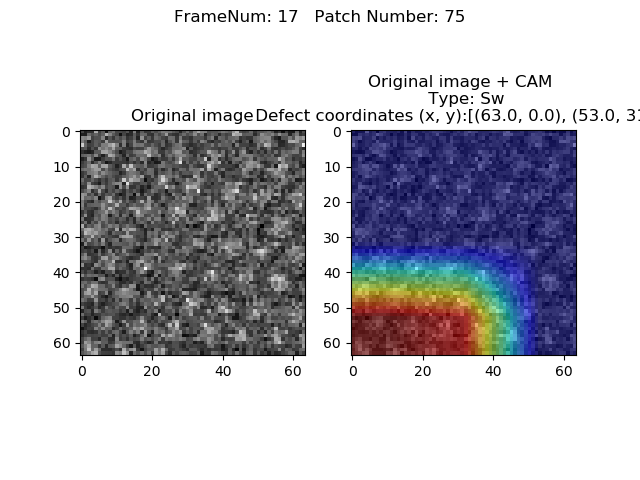 FrameNum: 17   Patch Number: 75
Original image + CAM
Type: Sw
Original image
Defect coordinates (x, y):[(63.0, 0.0), (53.0, 31
0
10
20
30
40
50
60
0 20 40 60
0
10
20
30
40
50
60
0 20 40 60